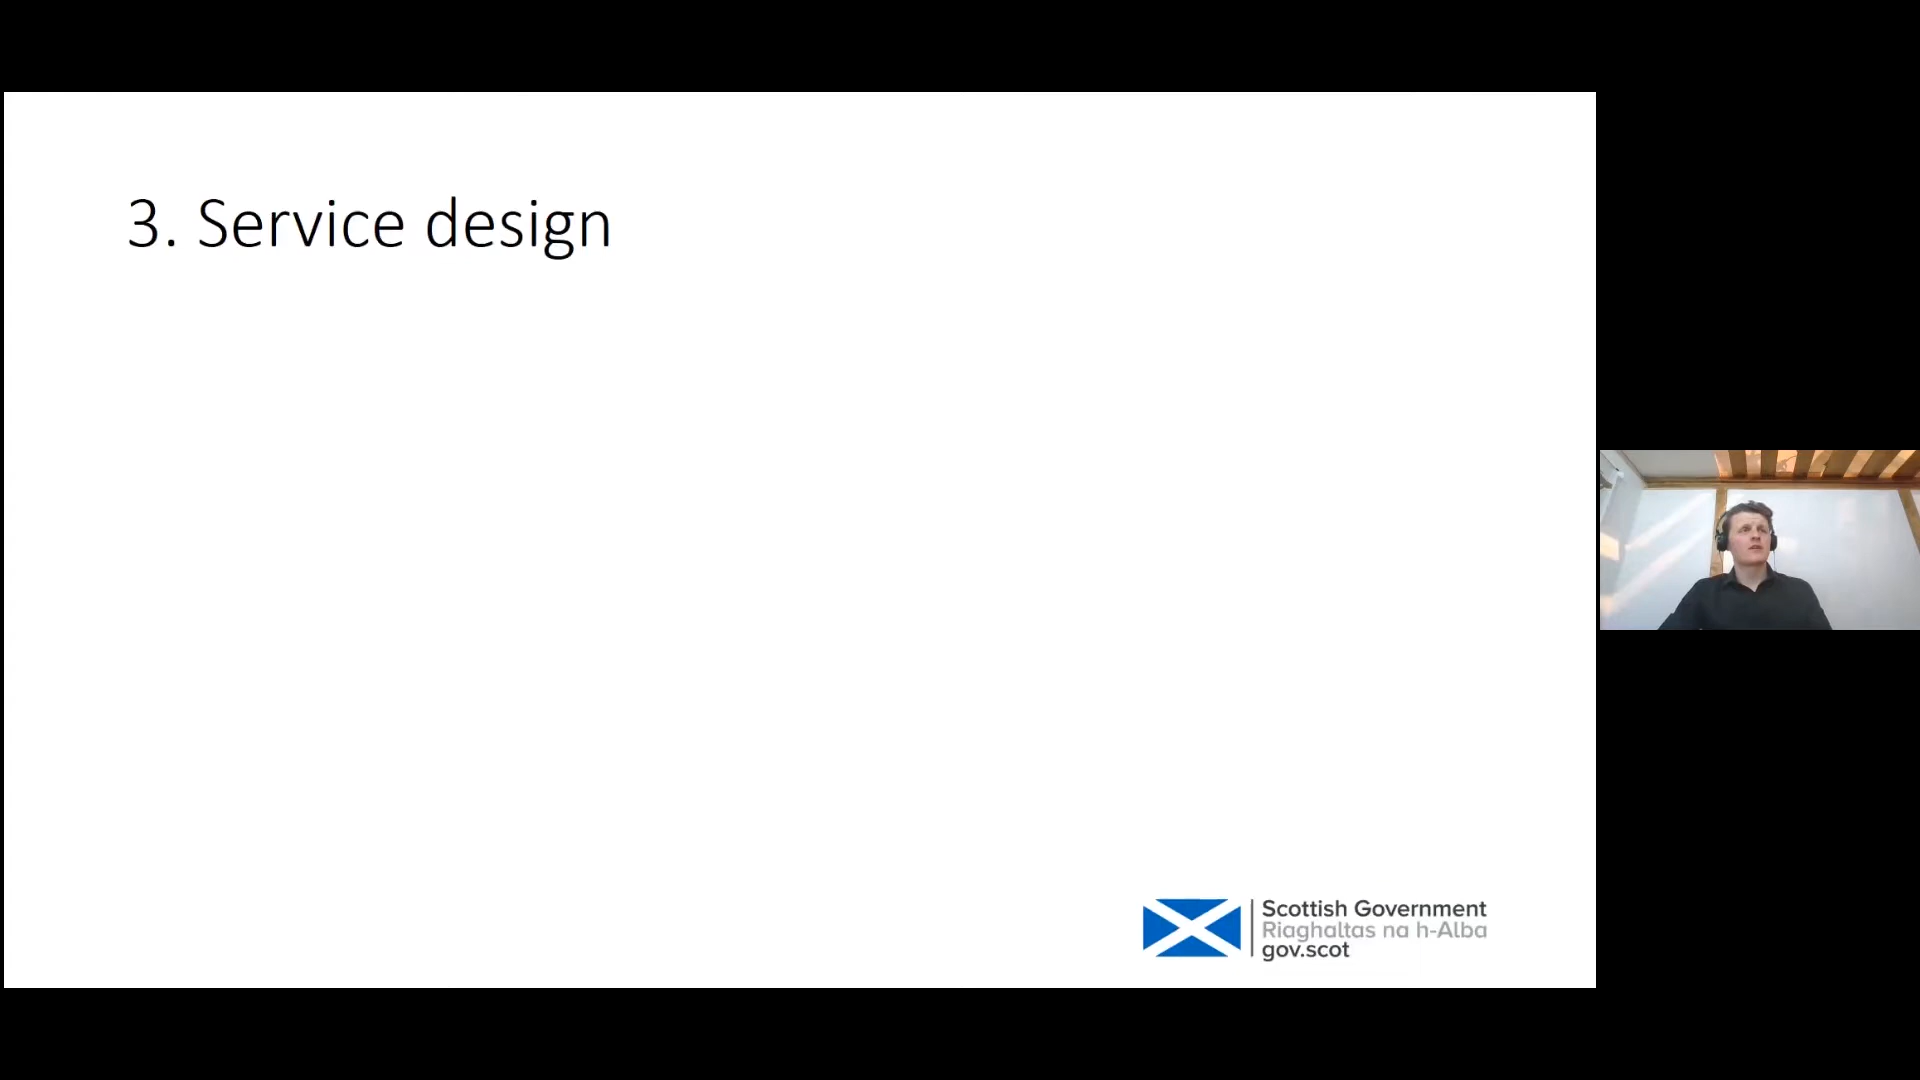 3. Service design
Scottish Government
Riaghaltas na h-Alba
gov.scot